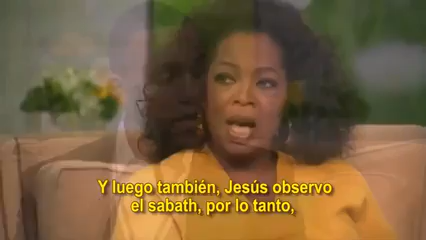 Y luego también, Jesús observo
el sabath, por lo tanto,